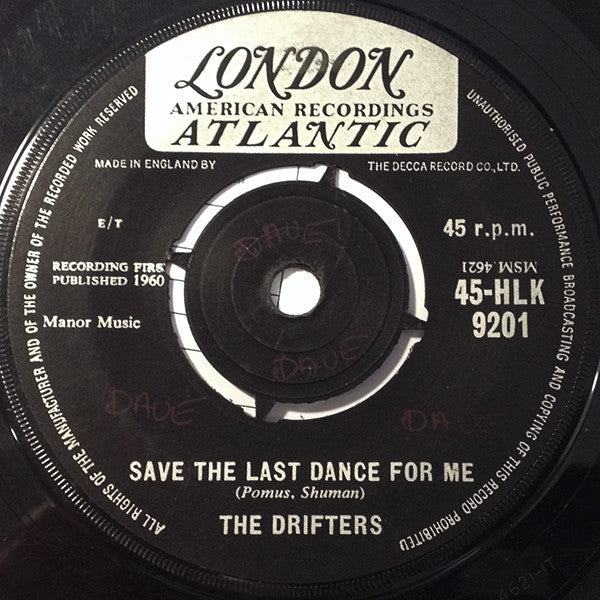 LONDON
AMERICAN RECORDINGS
ATLANTIC
MADE IN ENGLAND BY
THE DECCA RECORD CO., LTD.
ALL RIGHTS OF THE MANUFACTURER AND OF THE OWNER OF THE RECORDED WORK RESERVED
UNAUTHORISED PUBLIC PERFORMANCE BROADCASTING AND COPYING OF THIS RECORD PROHIBITED
E/T
45 r.p.m.
RECORDING FIRS
PUBLISHED 1960
MSM.4621
45-HLK
9201
Manor Music
DAVE
DAVE
DAVE
DAVE
SAVE THE LAST DANCE FOR ME
(Pomus, Shuman)
THE DRIFTERS